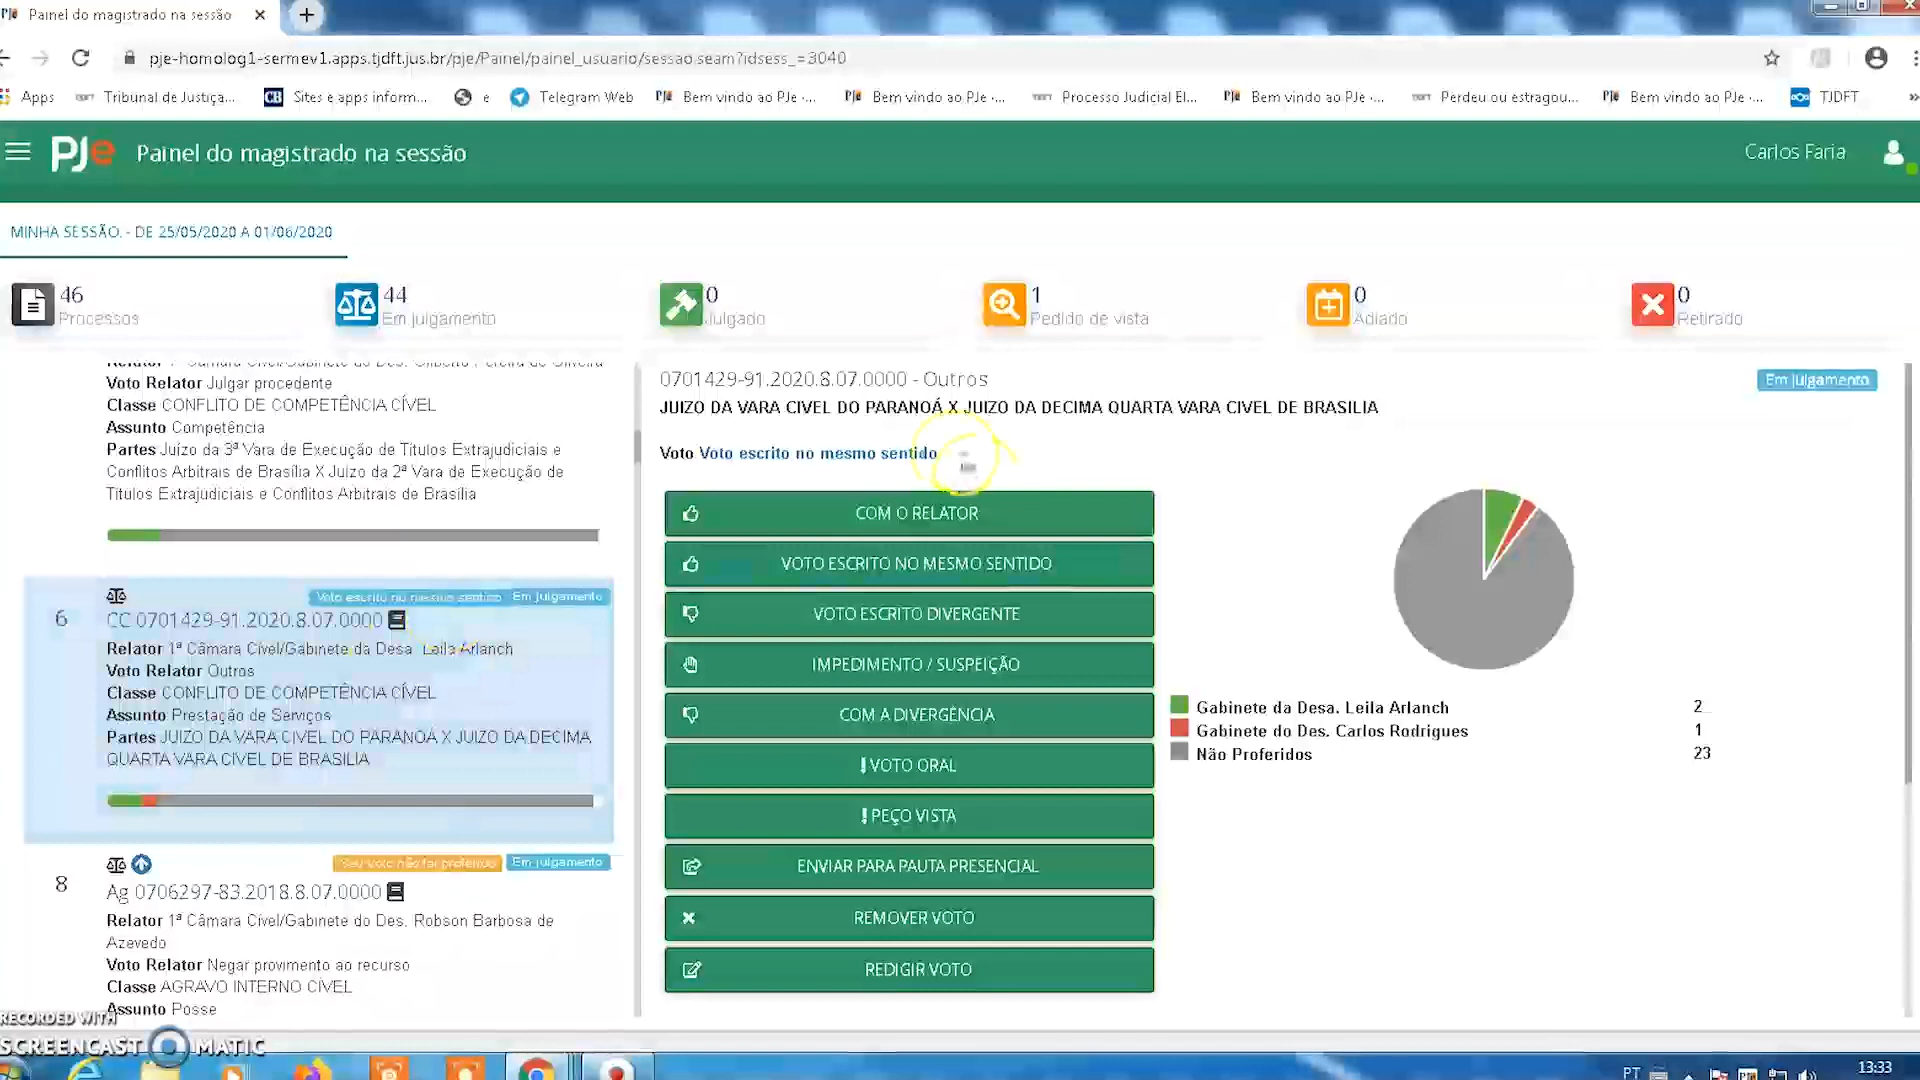 Painel do magistrado na sessão
pje-homolog1-sermev1.apps.tjdft.jus.br/pje/Painel/painel_usuario/sessao.seam?idsess_=3040
Apps
Tribunal de Justiça...
CB
Sites e apps inform...
e
Telegram Web
PJe
Bem vindo ao PJe -...
PJe
Bem vindo ao PJe -...
Processo Judicial El...
PJe
Bem vindo ao PJe -...
Perdeu ou estragou...
PJe
Bem vindo ao PJe -...
TJDFT
»
PJe
Painel do magistrado na sessão
Carlos Faria
MINHA SESSÃO. - DE 25/05/2020 A 01/06/2020
46
Processos
44
Em julgamento
0
Julgado
1
Pedido de vista
0
Adiado
0
Retirado
Voto Relator Julgar procedente
Classe CONFLITO DE COMPETÊNCIA CÍVEL
Assunto Competência
Partes Juízo da 3ª Vara de Execução de Títulos Extrajudiciais e
Conflitos Arbitrais de Brasília X Juízo da 2ª Vara de Execução de
Títulos Extrajudiciais e Conflitos Arbitrais de Brasília
6
Voto escrito no mesmo sentido
Em julgamento
CC 0701429-91.2020.8.07.0000
Relator 1ª Câmara Cível/Gabinete da Desa. Leila Arlanch
Voto Relator Outros
Classe CONFLITO DE COMPETÊNCIA CÍVEL
Assunto Prestação de Serviços
Partes JUIZO DA VARA CIVEL DO PARANOÁ X JUIZO DA DECIMA
QUARTA VARA CIVEL DE BRASILIA
8
Seu voto não foi proferido
Em julgamento
Ag 0706297-83.2018.8.07.0000
Relator 1ª Câmara Cível/Gabinete do Des. Robson Barbosa de
Azevedo
Voto Relator Negar provimento ao recurso
Classe AGRAVO INTERNO CÍVEL
Assunto Posse
0701429-91.2020.8.07.0000 - Outros
Em julgamento
JUIZO DA VARA CIVEL DO PARANOÁ X JUIZO DA DECIMA QUARTA VARA CIVEL DE BRASILIA
Voto Voto escrito no mesmo sentido
COM O RELATOR
VOTO ESCRITO NO MESMO SENTIDO
VOTO ESCRITO DIVERGENTE
IMPEDIMENTO / SUSPEIÇÃO
COM A DIVERGÊNCIA
! VOTO ORAL
! PEÇO VISTA
ENVIAR PARA PAUTA PRESENCIAL
REMOVER VOTO
REDIGIR VOTO
Gabinete da Desa. Leila Arlanch 2
Gabinete do Des. Carlos Rodrigues 1
Não Proferidos 23
RECORDED WITH
SCREENCAST MATIC
PT
13:33